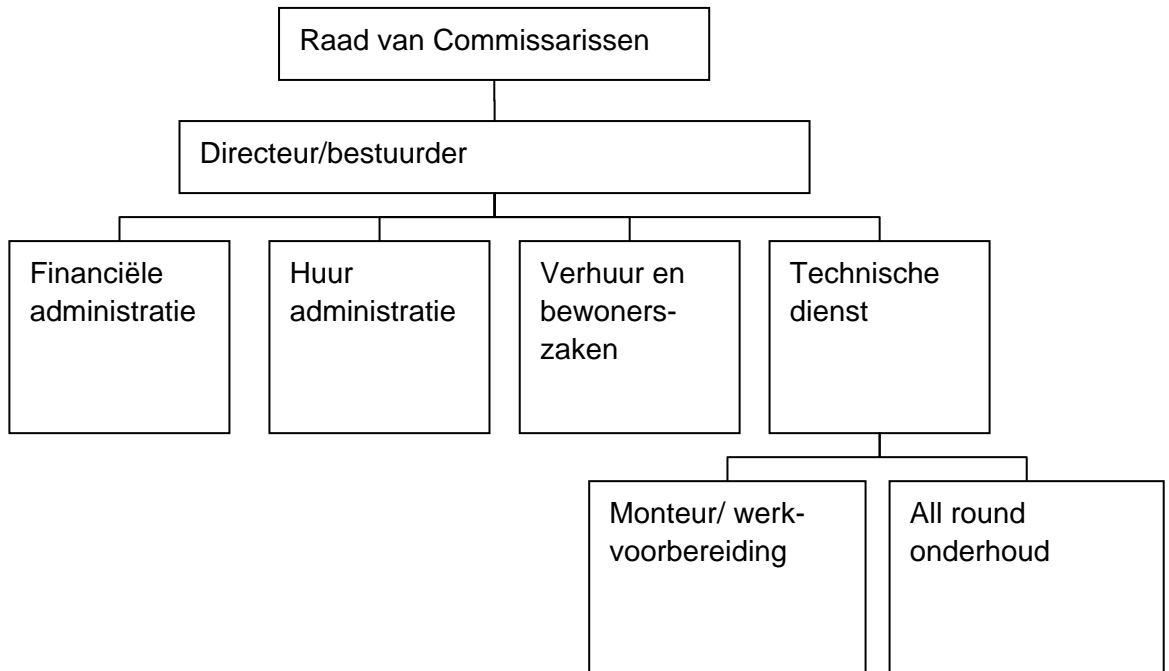 Raad van Commissarissen
Directeur/bestuurder
Financiële
administratie
Huur
administratie
Verhuur en
bewoners-
zaken
Technische
dienst
Monteur/ werk-
voorbereiding
All round
onderhoud